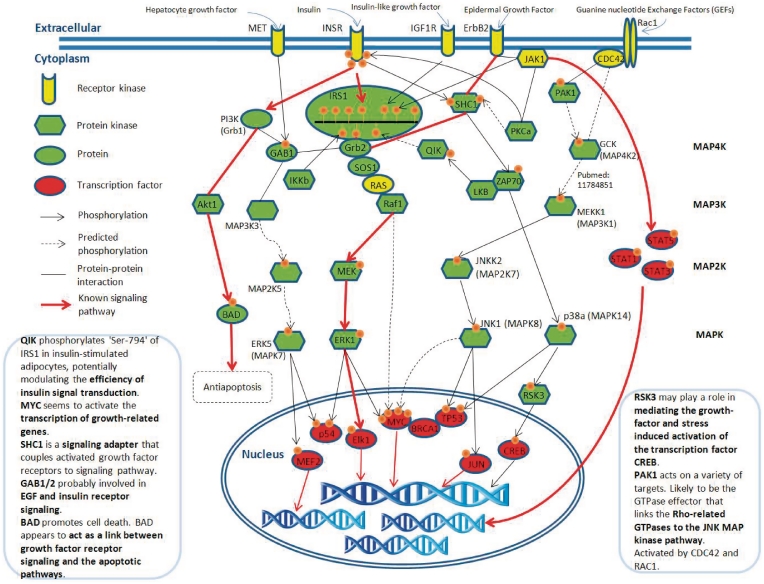 Hepatocyte growth factor
Insulin
Insulin-like growth factor
Epidermal Growth Factor
Guanine nucleotide Exchange Factors (GEFs)
Extracellular
MET
INSR
IGF1R
ErbB2
Rac1
Cytoplasm
JAK1
CDC42
Receptor kinase
Protein kinase
Protein
Transcription factor
Phosphorylation
Predicted
phosphorylation
Protein-protein
interaction
Known signaling
pathway
PI3K
(Grb1)
IRS1
SHC1
PAK1
PKCa
GCK
(MAP4K2)
MAP4K
GAB1
Grb2
QIK
SOS1
IKKb
RAS
LKB
ZAP70
Pubmed:
11784851
Akt1
MAP3K3
Raf1
MEKK1
(MAP3K1)
MAP3K
STAT5
STAT1
STAT3
MAP2K5
MEK
JNKK2
(MAP2K7)
MAP2K
BAD
ERK5
(MAPK7)
ERK1
JNK1 (MAPK8)
p38a (MAPK14)
MAPK
Antiapoptosis
RSK3
p54
Elk1
MYC
BRCA1
TP53
Nucleus
MEF2
JUN
CREB
QIK phosphorylates 'Ser-794' of
IRS1 in insulin-stimulated
adipocytes, potentially
modulating the efficiency of
insulin signal transduction.
MYC seems to activate the
transcription of growth-related
genes.
SHC1 is a signaling adapter that
couples activated growth factor
receptors to signaling pathway.
GAB1/2 probably involved in
EGF and insulin receptor
signaling.
BAD promotes cell death. BAD
appears to act as a link between
growth factor receptor
signaling and the apoptotic
pathways.
RSK3 may play a role in
mediating the growth-
factor and stress
induced activation of
the transcription factor
CREB.
PAK1 acts on a variety of
targets. Likely to be the
GTPase effector that
links the Rho-related
GTPases to the JNK MAP
kinase pathway.
Activated by CDC42 and
RAC1.